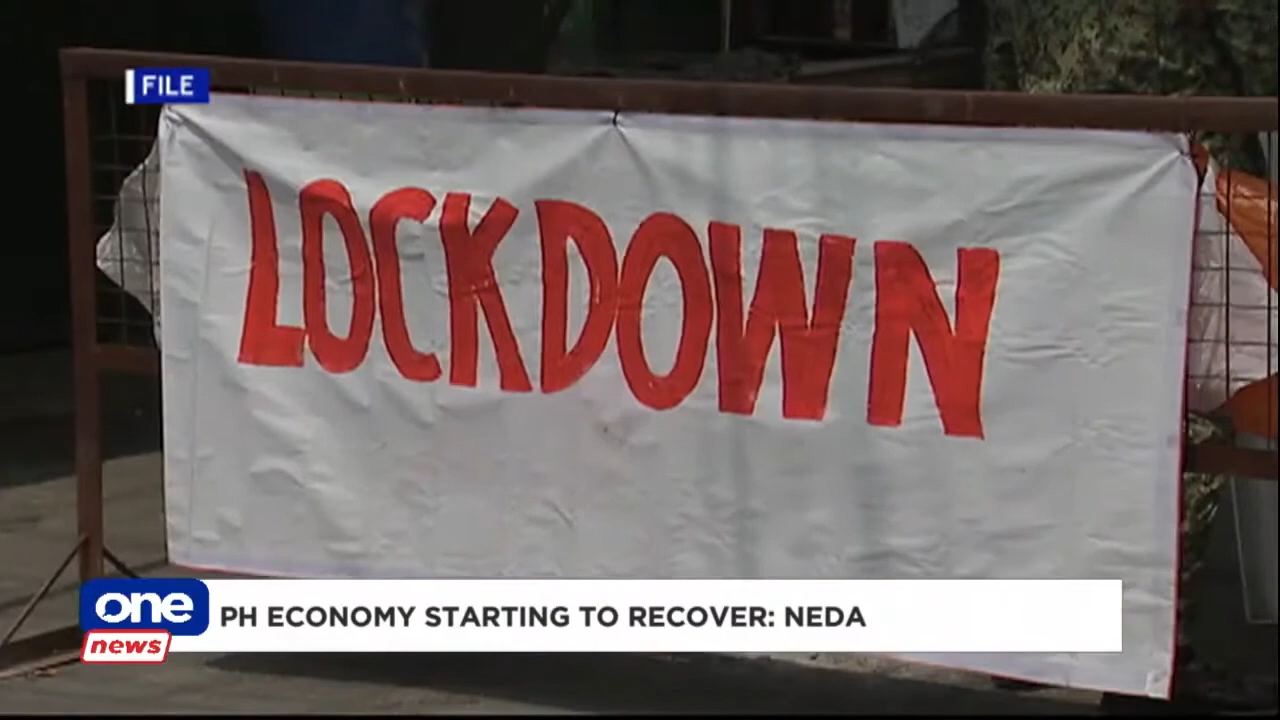 FILE
LOCKDOWN
one
news
PH ECONOMY STARTING TO RECOVER: NEDA